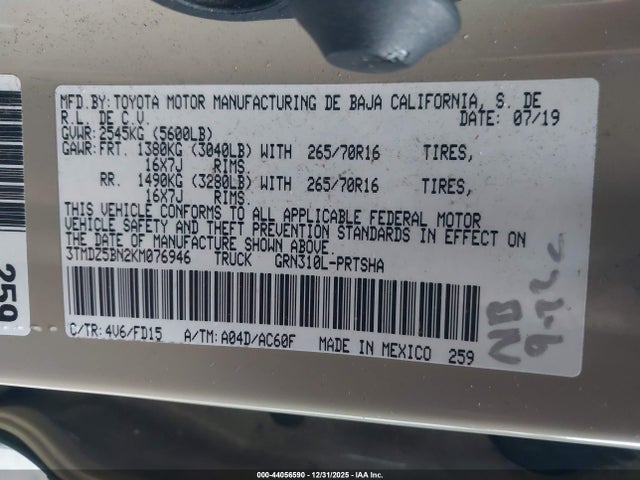 MFD.BY:TOYOTA MOTOR MANUFACTURING DE BAJA CALIFORNIA, S. DE
R.L. DE C.V. DATE: 07/19
GVWR:2545KG (5600LB)
GAWR:FRT. 1380KG (3040LB) WITH 265/70R16 TIRES,
16X7J RIMS.
RR. 1490KG (3280LB) WITH 265/70R16 TIRES,
16X7J RIMS.
THIS VEHICLE CONFORMS TO ALL APPLICABLE FEDERAL MOTOR
VEHICLE SAFETY AND THEFT PREVENTION STANDARDS IN EFFECT ON
THE DATE OF MANUFACTURE SHOWN ABOVE.
3TMDZ5BN2KM076946 TRUCK GRN310L-PRTSHA
C/TR: 4V6/FD15 A/TM: A04D/AC60F MADE IN MEXICO 259
259
NB
000-44056590 - 12/31/2025 - IAAI, Inc.